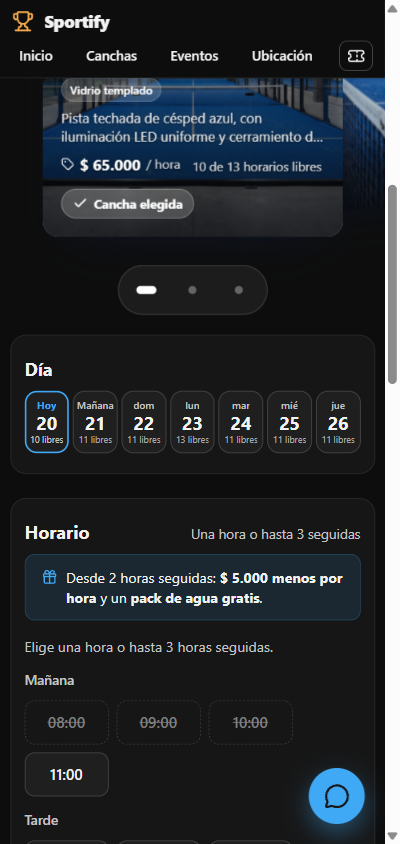 Sportify
Inicio
Canchas
Eventos
Ubicación
Vidrio templado
Pista techada de césped azul, con
iluminación LED uniforme y cerramiento d...
$ 65.000 / hora
10 de 13 horarios libres
Cancha elegida
Día
Hoy
20
10 libres
Mañana
21
11 libres
dom
22
11 libres
lun
23
13 libres
mar
24
11 libres
mié
25
11 libres
jue
26
11 libres
Horario
Una hora o hasta 3 seguidas
Desde 2 horas seguidas: $ 5.000 menos por
hora y un pack de agua gratis.
Elige una hora o hasta 3 horas seguidas.
Mañana
08:00
09:00
10:00
11:00
Tarde